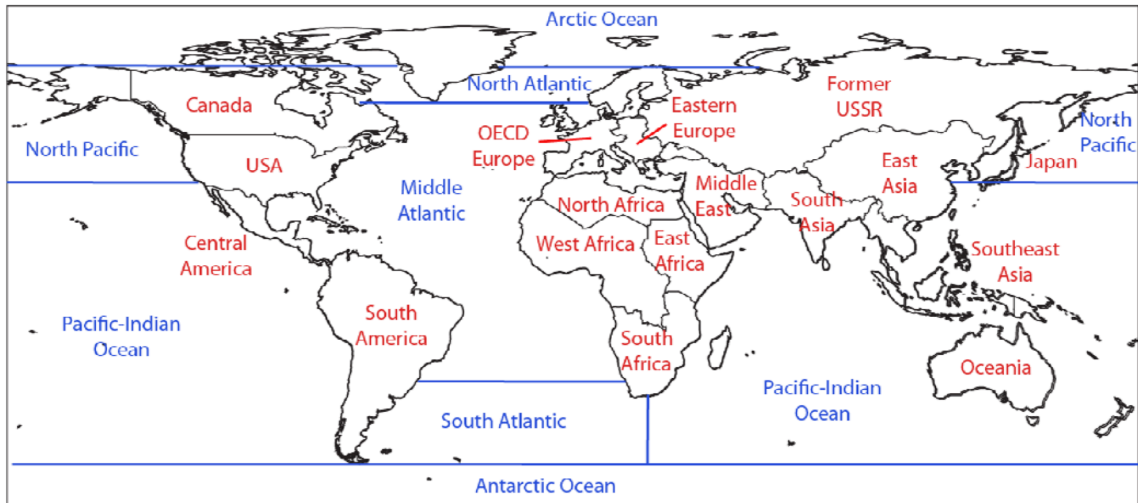 Arctic Ocean
North Atlantic
Canada
Former
USSR
Eastern
Europe
OECD
Europe
North
Pacific
North Pacific
USA
Japan
East
Asia
Middle
Atlantic
Middle
East
South
Asia
North Africa
West Africa
East
Africa
Central
America
Southeast
Asia
South
America
Pacific-Indian
Ocean
South
Africa
Oceania
Pacific-Indian
Ocean
South Atlantic
Antarctic Ocean